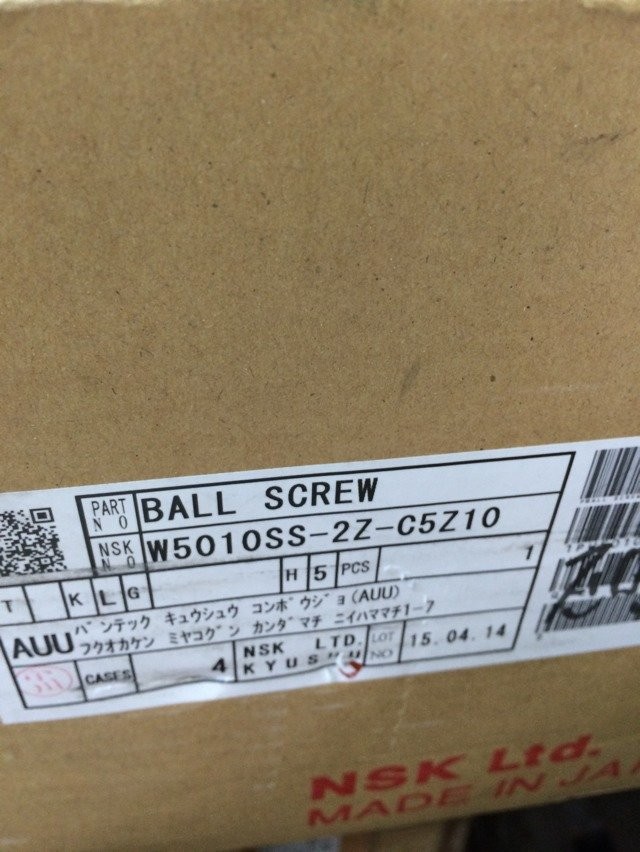 PART NO BALL SCREW
NSK NO W5010SS-2Z-C5Z10
T K L G H 5 PCS 1
AUU バンテック キュウシュウ コンポウジョ(AUU)
フクオカケン ミヤコグン カンダマチ ニイハママチ1-7
CASES 4 NSK LTD. KYUSHU LOT NO 15.04.14
NSK Ltd.
MADE IN